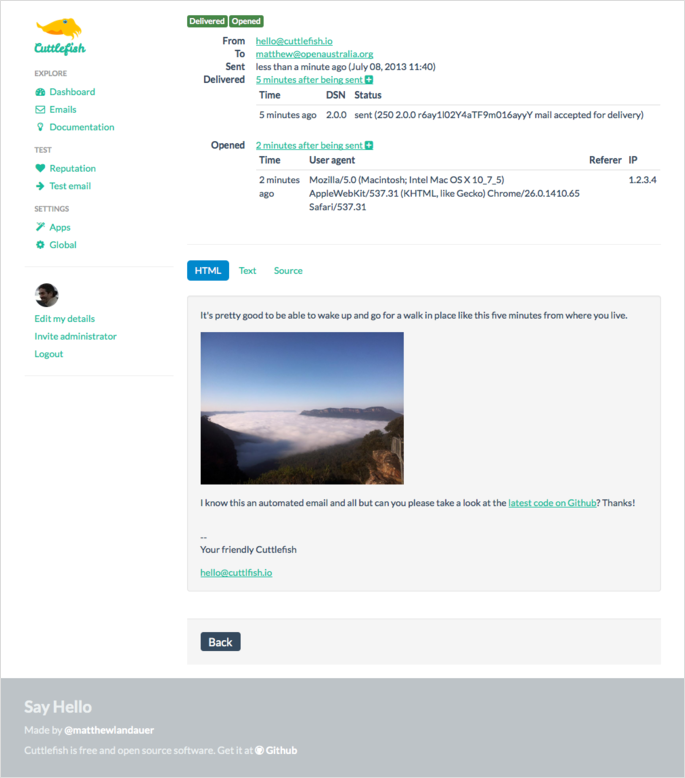 Cuttlefish
EXPLORE
Dashboard
Emails
Documentation
TEST
Reputation
Test email
SETTINGS
Apps
Global
Edit my details
Invite administrator
Logout
Delivered Opened
From hello@cuttlefish.io
To matthew@openaustralia.org
Sent less than a minute ago (July 08, 2013 11:40)
Delivered 5 minutes after being sent
Time DSN Status
5 minutes ago 2.0.0 sent (250 2.0.0 r6ay1l02Y4aTF9m016ayyY mail accepted for delivery)
Opened 2 minutes after being sent
Time User agent Referer IP
2 minutes Mozilla/5.0 (Macintosh; Intel Mac OS X 10_7_5) 1.2.3.4
ago AppleWebKit/537.31 (KHTML, like Gecko) Chrome/26.0.1410.65
Safari/537.31
HTML Text Source
It's pretty good to be able to wake up and go for a walk in place like this five minutes from where you live.
I know this an automated email and all but can you please take a look at the latest code on Github? Thanks!
--
Your friendly Cuttlefish
hello@cuttlfish.io
Back
Say Hello
Made by @matthewlandauer
Cuttlefish is free and open source software. Get it at Github